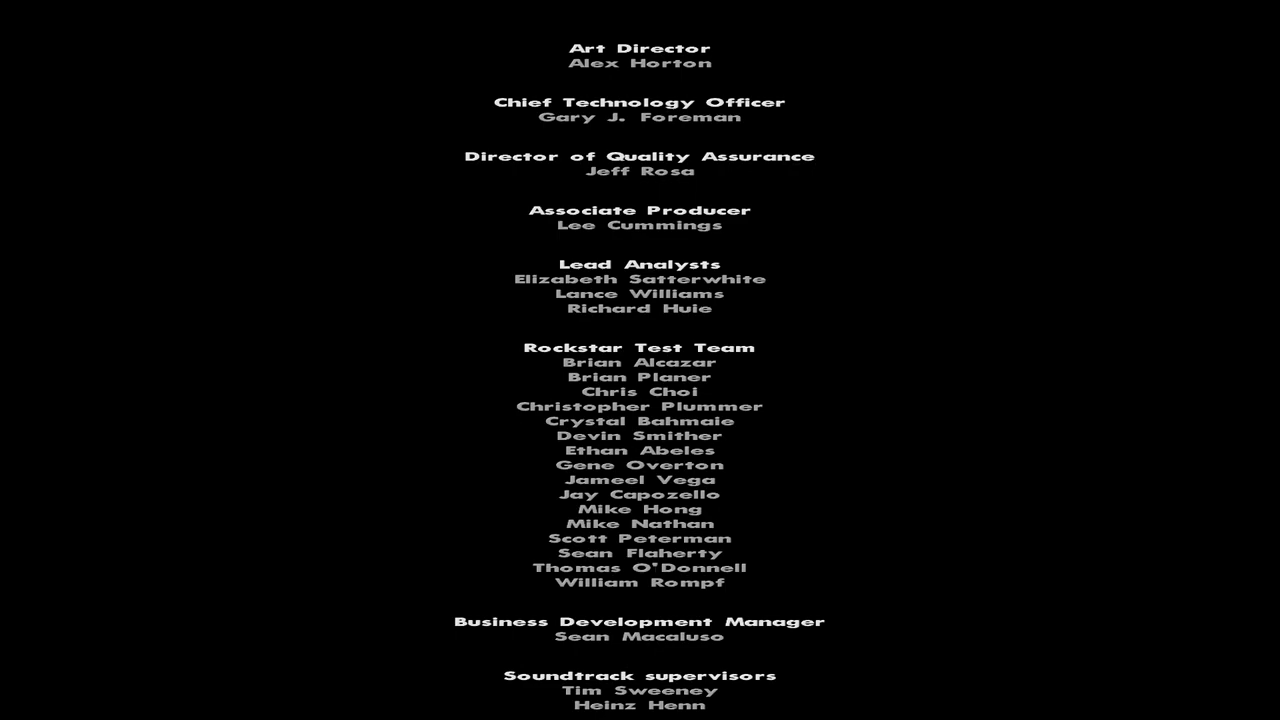 Art Director
Alex Horton
Chief Technology Officer
Gary J. Foreman
Director of Quality Assurance
Jeff Rosa
Associate Producer
Lee Cummings
Lead Analysts
Elizabeth Satterwhite
Lance Williams
Richard Huie
Rockstar Test Team
Brian Alcazar
Brian Planer
Chris Choi
Christopher Plummer
Crystal Bahmaie
Devin Smither
Ethan Abeles
Gene Overton
Jameel Vega
Jay Capozello
Mike Hong
Mike Nathan
Scott Peterman
Sean Flaherty
Thomas O'Donnell
William Rompf
Business Development Manager
Sean Macaluso
Soundtrack supervisors
Tim Sweeney
Heinz Henn